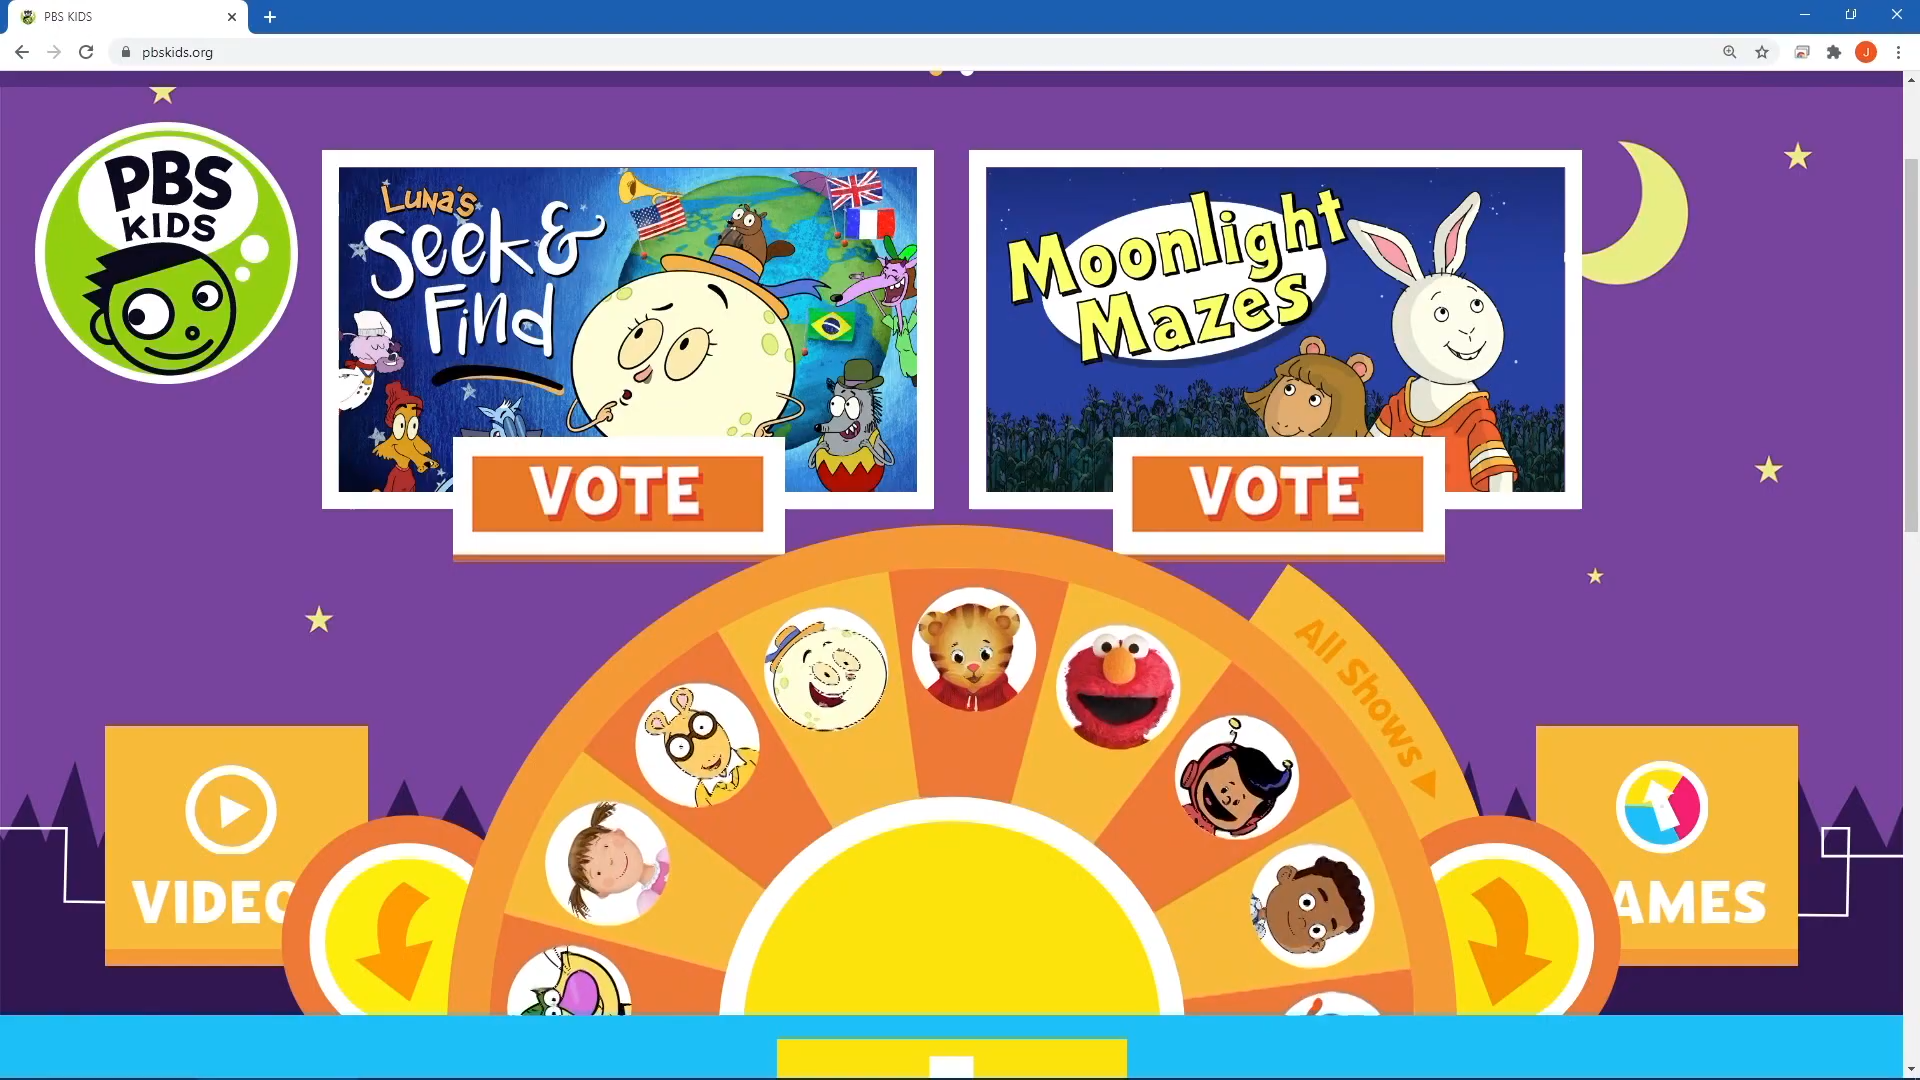 PBS KIDS
pbskids.org
J
PBS
KIDS
LUNA'S
Seek &
Find
Moonlight
Mazes
VOTE
VOTE
All Shows
VIDEO
AMES